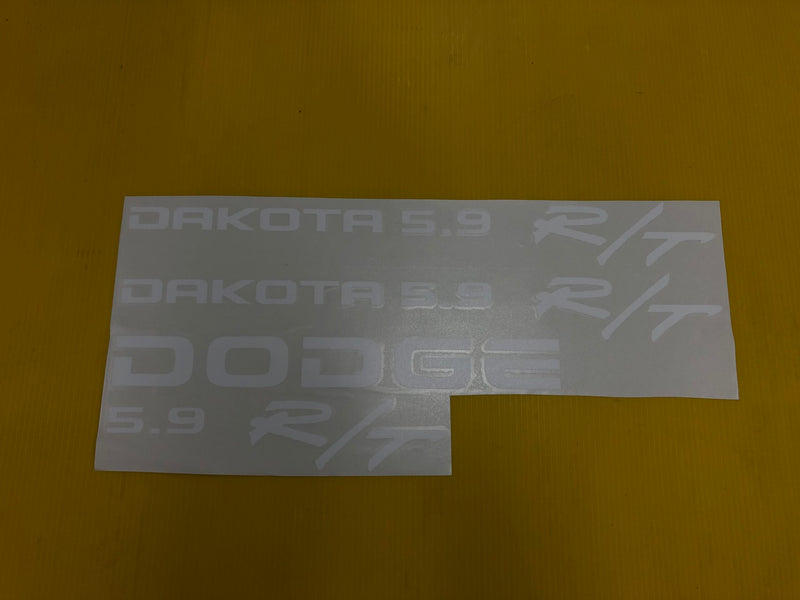 DAKOTA 5.9 R/T
DAKOTA 5.9 R/T
DODGE
5.9 R/T